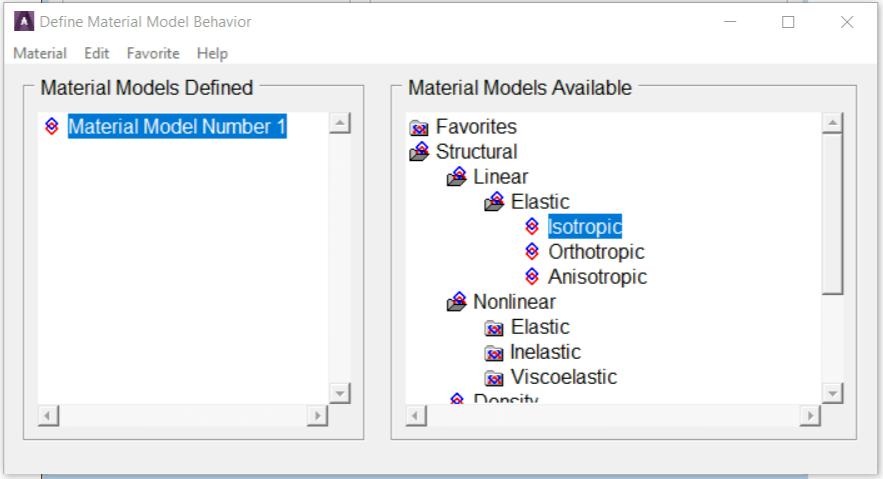 Define Material Model Behavior
Material Edit Favorite Help
Material Models Defined
Material Model Number 1
Material Models Available
Favorites
Structural
Linear
Elastic
Isotropic
Orthotropic
Anisotropic
Nonlinear
Elastic
Inelastic
Viscoelastic
Density